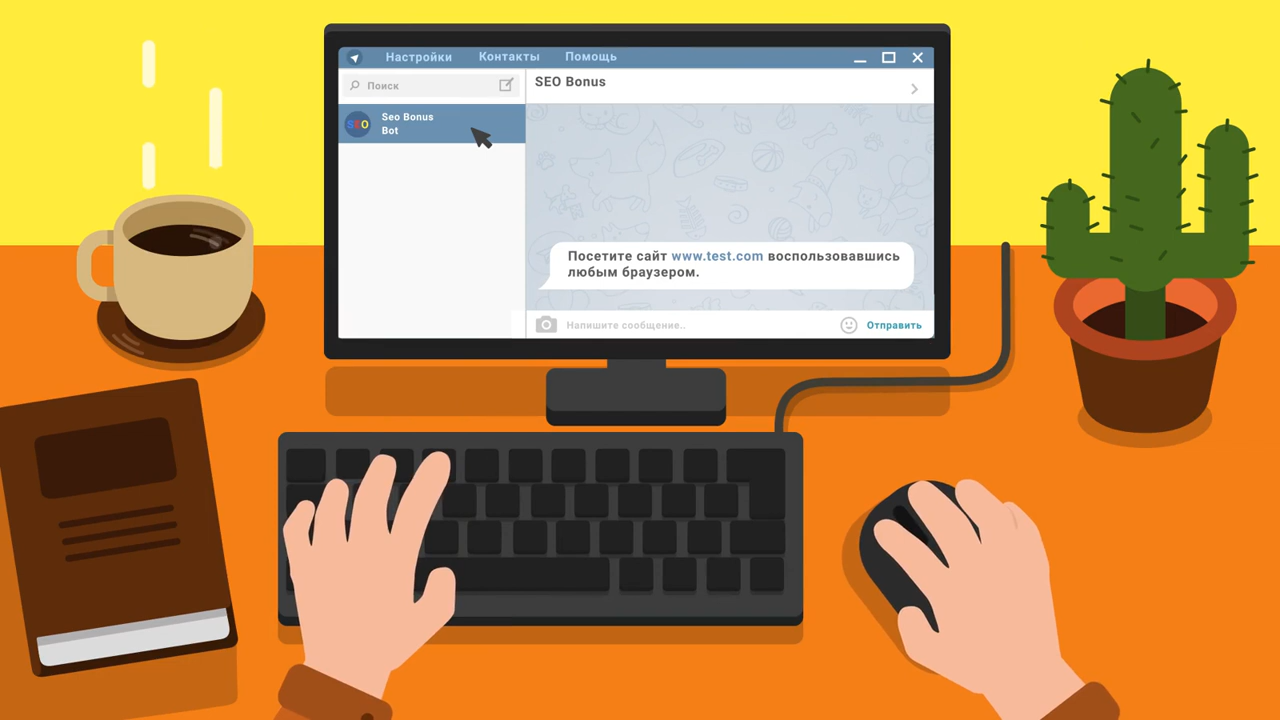 Настройки Контакты Помощь
Поиск
SEO Bonus
SEO
Seo Bonus
Bot
Посетите сайт www.test.com воспользовавшись
любым браузером.
Напишите сообщение..
Отправить